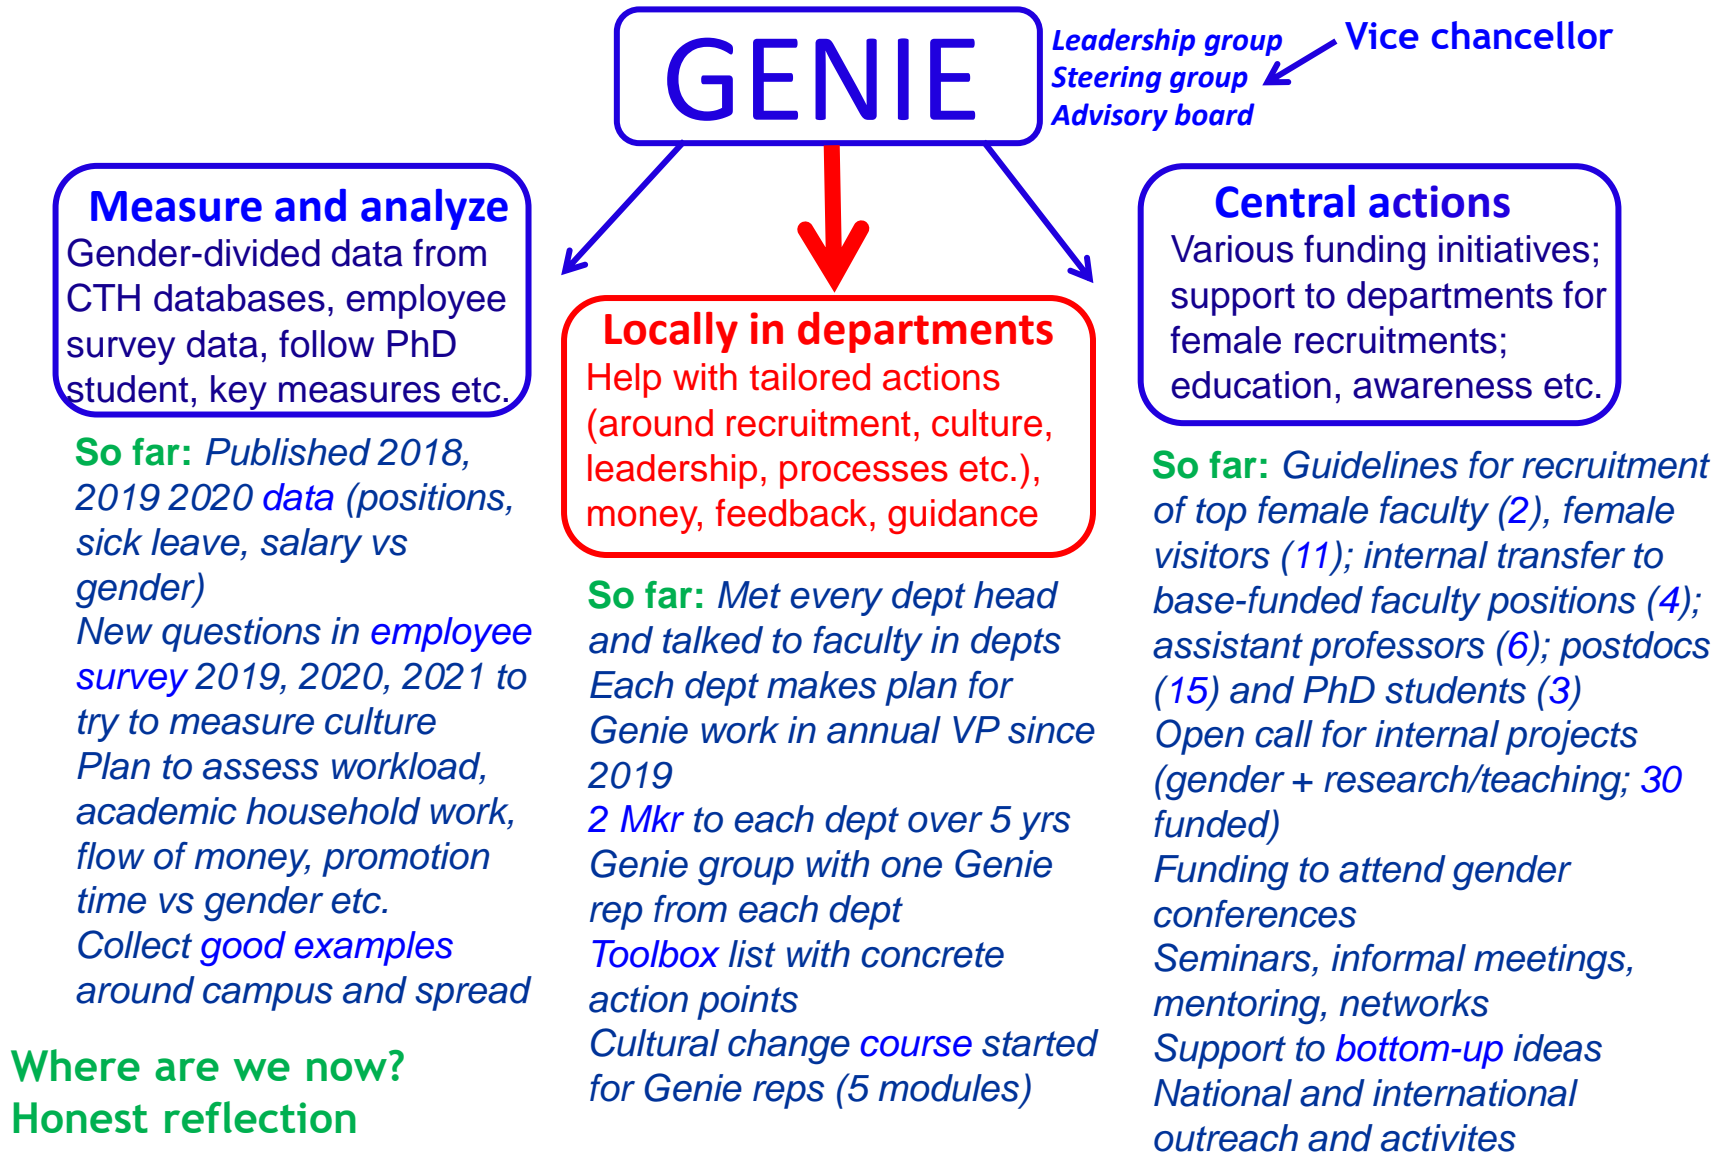 GENIE
Leadership group
Steering group
Advisory board
Vice chancellor
Measure and analyze
Gender-divided data from
CTH databases, employee
survey data, follow PhD
student, key measures etc.
So far: Published 2018,
2019 2020 data (positions,
sick leave, salary vs
gender)
New questions in employee
survey 2019, 2020, 2021 to
try to measure culture
Plan to assess workload,
academic household work,
flow of money, promotion
time vs gender etc.
Collect good examples
around campus and spread
Where are we now?
Honest reflection
Locally in departments
Help with tailored actions
(around recruitment, culture,
leadership, processes etc.),
money, feedback, guidance
So far: Met every dept head
and talked to faculty in depts
Each dept makes plan for
Genie work in annual VP since
2019
2 Mkr to each dept over 5 yrs
Genie group with one Genie
rep from each dept
Toolbox list with concrete
action points
Cultural change course started
for Genie reps (5 modules)
Central actions
Various funding initiatives;
support to departments for
female recruitments;
education, awareness etc.
So far: Guidelines for recruitment
of top female faculty (2), female
visitors (11); internal transfer to
base-funded faculty positions (4);
assistant professors (6); postdocs
(15) and PhD students (3)
Open call for internal projects
(gender + research/teaching; 30
funded)
Funding to attend gender
conferences
Seminars, informal meetings,
mentoring, networks
Support to bottom-up ideas
National and international
outreach and activites